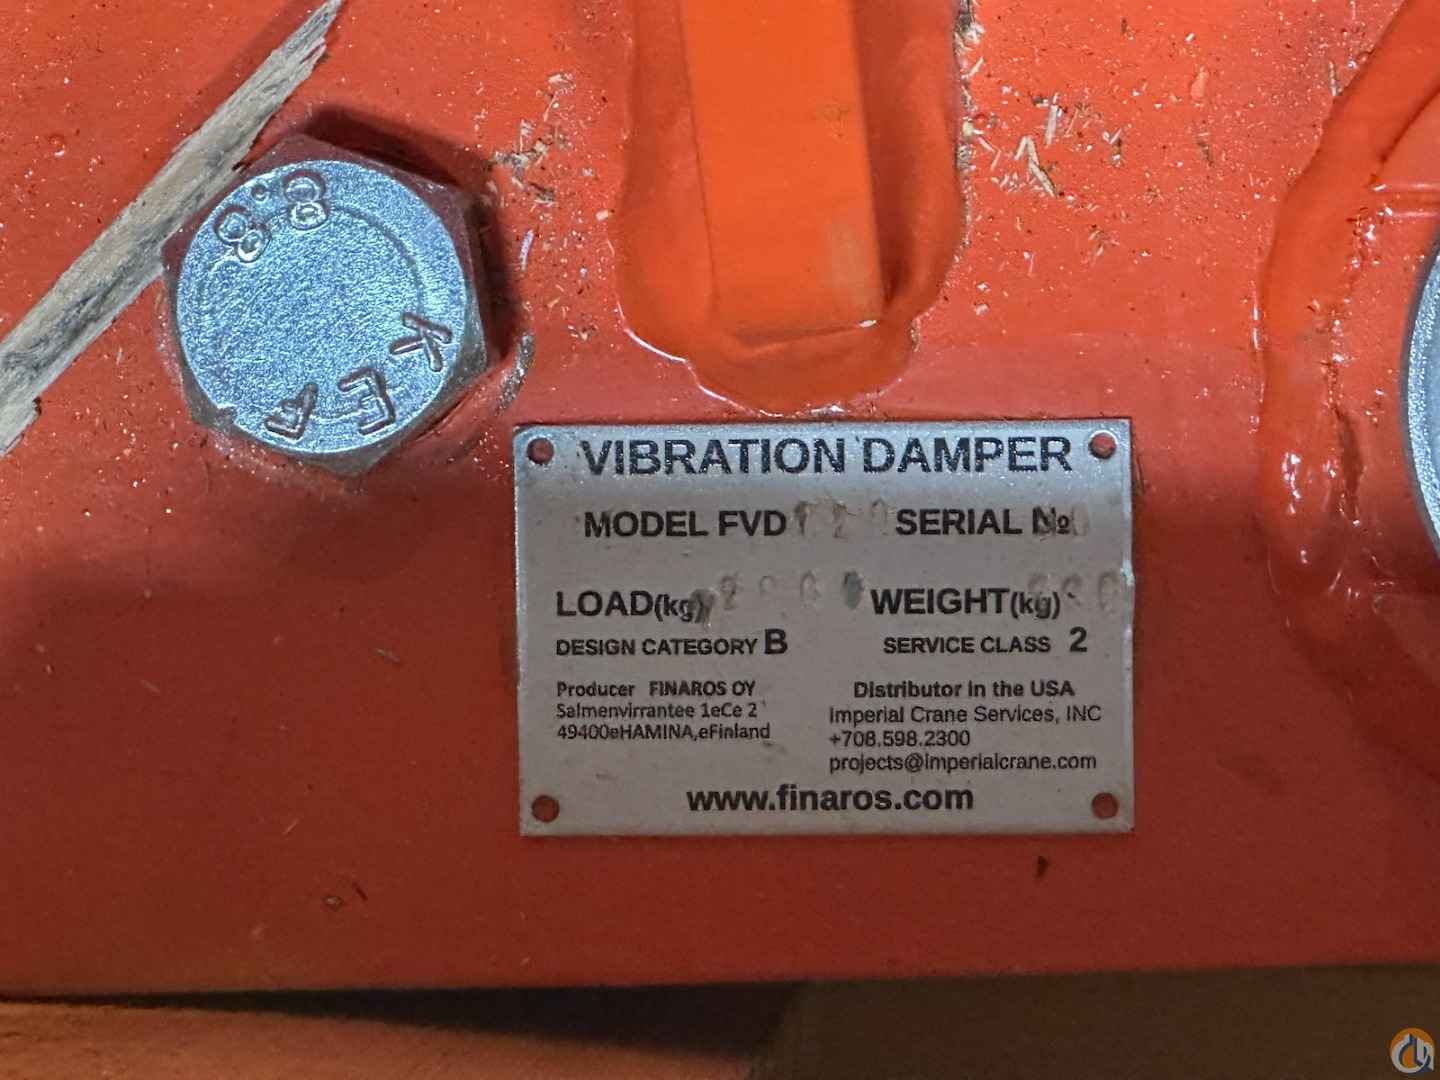 8.8
KEF
VIBRATION DAMPER
MODEL FVD SERIAL №
LOAD(kg) WEIGHT(kg)
DESIGN CATEGORY B SERVICE CLASS 2
Producer FINAROS OY
Salmenvirrantee 1eCe 2
49400eHAMINA,eFinland
Distributor in the USA
Imperial Crane Services, INC
+708.598.2300
projects@imperialcrane.com
www.finaros.com